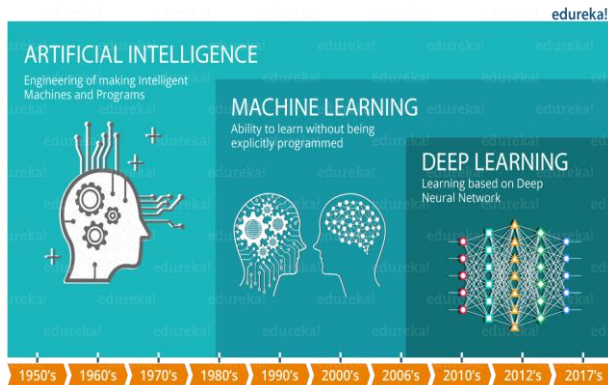 edureka!
ARTIFICIAL INTELLIGENCE
Engineering of making Intelligent
Machines and Programs
MACHINE LEARNING
Ability to learn without being
explicitly programmed
DEEP LEARNING
Learning based on Deep
Neural Network
1950's
1960's
1970's
1980's
1990's
2000's
2006's
2010's
2012's
2017's